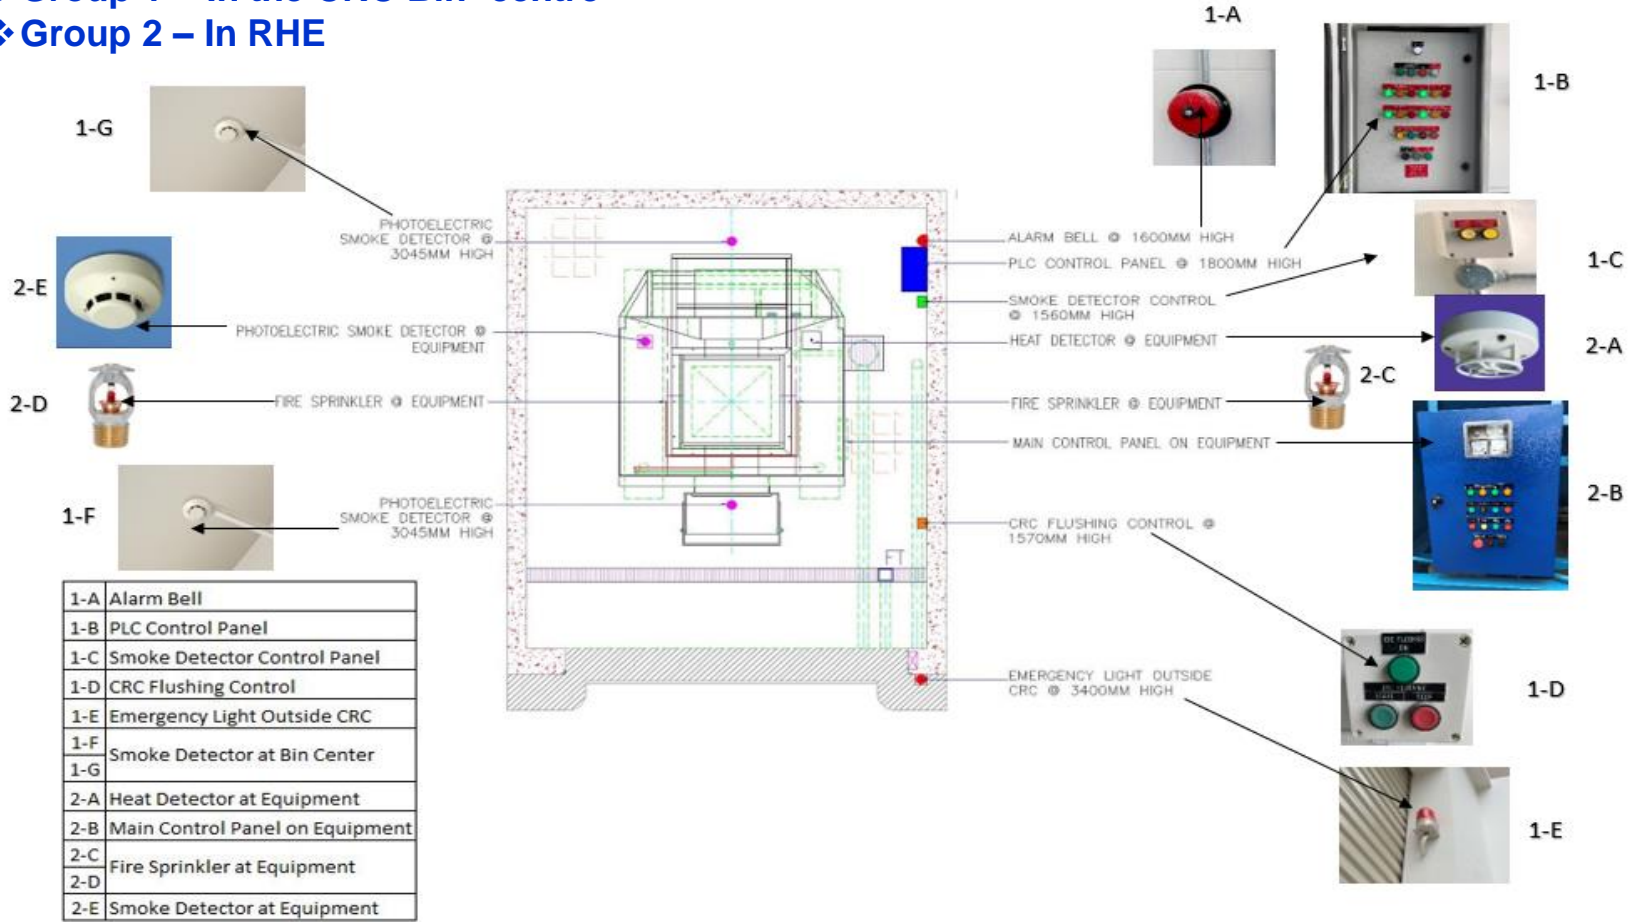 ❖ Group 2 – In RHE
1-A
1-B
1-G
PHOTOELECTRIC
SMOKE DETECTOR @
3045MM HIGH
ALARM BELL @ 1600MM HIGH
PLC CONTROL PANEL @ 1800MM HIGH
1-C
2-E
SMOKE DETECTOR CONTROL
@ 1560MM HIGH
PHOTOELECTRIC SMOKE DETECTOR @
EQUIPMENT
HEAT DETECTOR @ EQUIPMENT
2-A
2-C
2-D
FIRE SPRINKLER @ EQUIPMENT
FIRE SPRINKLER @ EQUIPMENT
MAIN CONTROL PANEL ON EQUIPMENT
2-B
1-F
PHOTOELECTRIC
SMOKE DETECTOR @
3045MM HIGH
CRC FLUSHING CONTROL @
1570MM HIGH
FT
1-D
EMERGENCY LIGHT OUTSIDE
CRC @ 3400MM HIGH
1-E
1-A Alarm Bell
1-B PLC Control Panel
1-C Smoke Detector Control Panel
1-D CRC Flushing Control
1-E Emergency Light Outside CRC
1-F
Smoke Detector at Bin Center
1-G
2-A Heat Detector at Equipment
2-B Main Control Panel on Equipment
2-C
Fire Sprinkler at Equipment
2-D
2-E Smoke Detector at Equipment